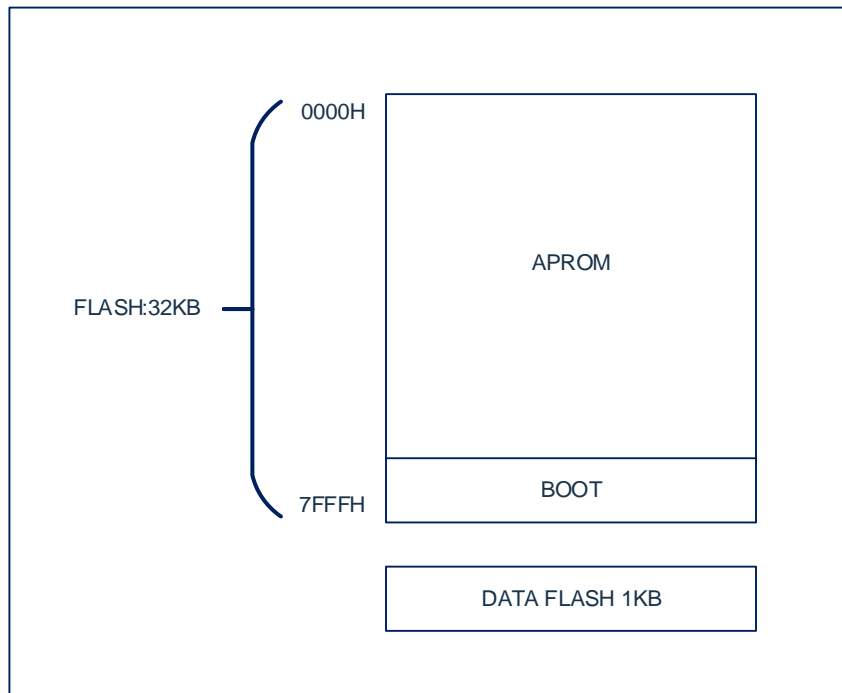 0000H
APROM
FLASH:32KB
BOOT
7FFFH
DATA FLASH 1KB